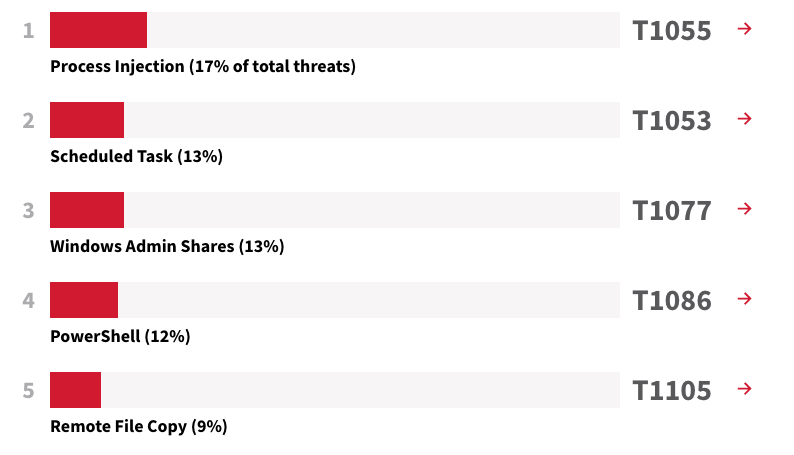 1 T1055 →
Process Injection (17% of total threats)
2 T1053 →
Scheduled Task (13%)
3 T1077 →
Windows Admin Shares (13%)
4 T1086 →
PowerShell (12%)
5 T1105 →
Remote File Copy (9%)